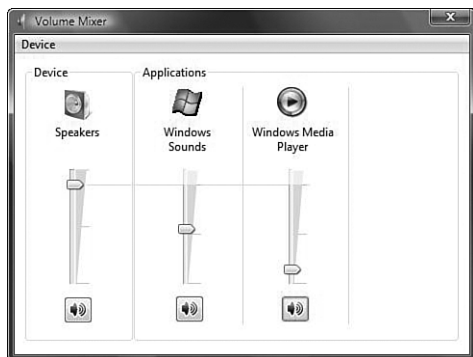 Volume Mixer
Device
Device
Applications
Speakers
Windows
Sounds
Windows Media
Player